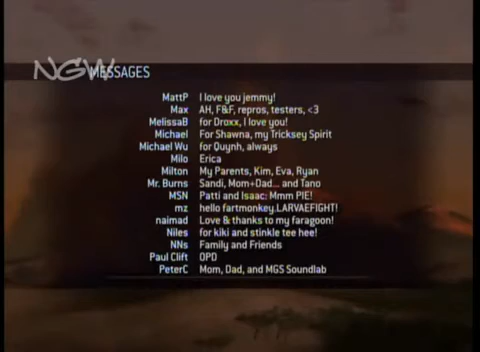 NGW MESSAGES
MattP I love you jemmy!
Max AH, F&F, repros, testers, <3
MelissaB for Droxx, I love you!
Michael For Shawna, my Tricksey Spirit
Michael Wu for Quynh, always
Milo Erica
Milton My Parents, Kim, Eva, Ryan
Mr. Burns Sandi, Mom+Dad... and Tano
MSN Patti and Isaac: Mmm PIE!
mz hello fartmonkey.LARVAEFIGHT!
naimad Love & thanks to my faragoon!
Niles for kiki and stinkle tee hee!
NNs Family and Friends
Paul Clift OPD
PeterC Mom, Dad, and MGS Soundlab